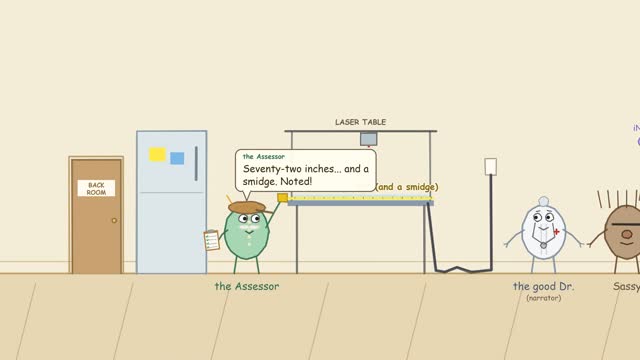 LASER TABLE
the Assessor
Seventy-two inches... and a
smidge. Noted!
(and a smidge)
BACK
ROOM
the Assessor
the good Dr.
(narrator)
Sassy